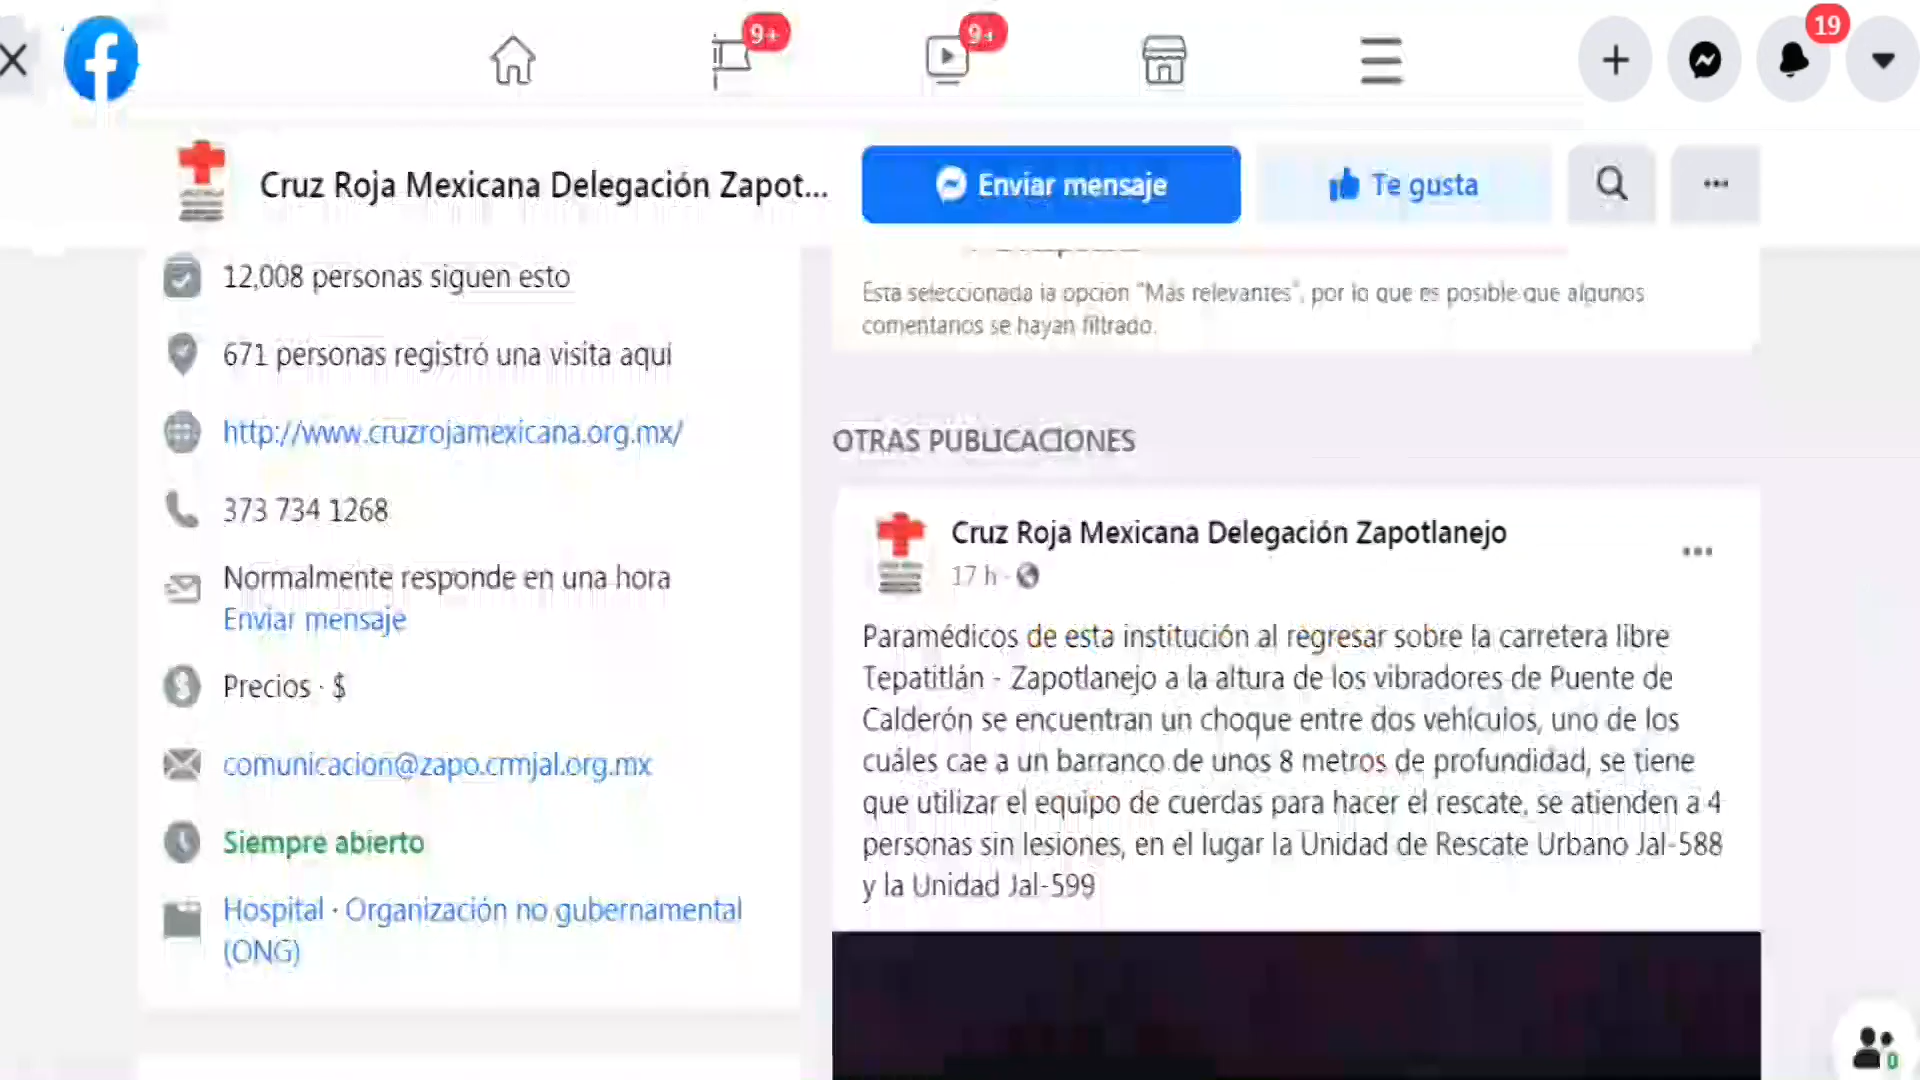 9+
9+
19
Cruz Roja Mexicana Delegación Zapot...
Enviar mensaje
Te gusta
12,008 personas siguen esto
671 personas registró una visita aquí
http://www.cruzrojamexicana.org.mx/
373 734 1268
Normalmente responde en una hora
Enviar mensaje
Precios · $
comunicacion@zapo.crmjal.org.mx
Siempre abierto
Hospital · Organización no gubernamental
(ONG)
Está seleccionada la opción "Más relevantes", por lo que es posible que algunos
comentarios se hayan filtrado.
OTRAS PUBLICACIONES
Cruz Roja Mexicana Delegación Zapotlanejo
17 h ·
Paramédicos de esta institución al regresar sobre la carretera libre
Tepatitlán - Zapotlanejo a la altura de los vibradores de Puente de
Calderón se encuentran un choque entre dos vehículos, uno de los
cuáles cae a un barranco de unos 8 metros de profundidad, se tiene
que utilizar el equipo de cuerdas para hacer el rescate, se atienden a 4
personas sin lesiones, en el lugar la Unidad de Rescate Urbano Jal-588
y la Unidad Jal-599
0